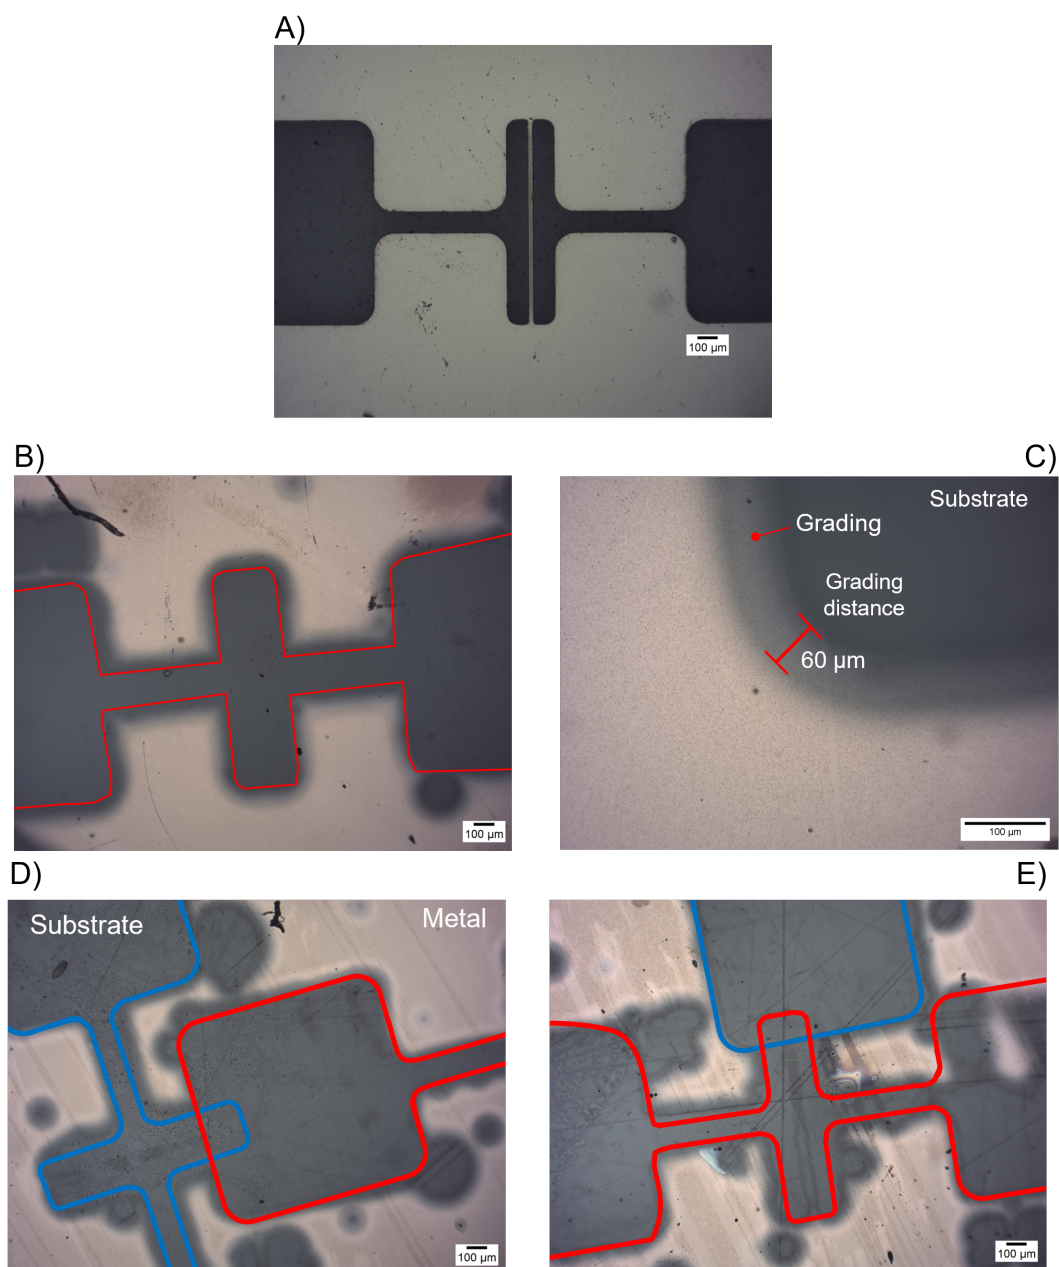 A)
100 µm
B)
100 µm
C)
Substrate
Grading
Grading
distance
60 µm
100 µm
D)
Substrate
Metal
100 µm
E)
100 µm